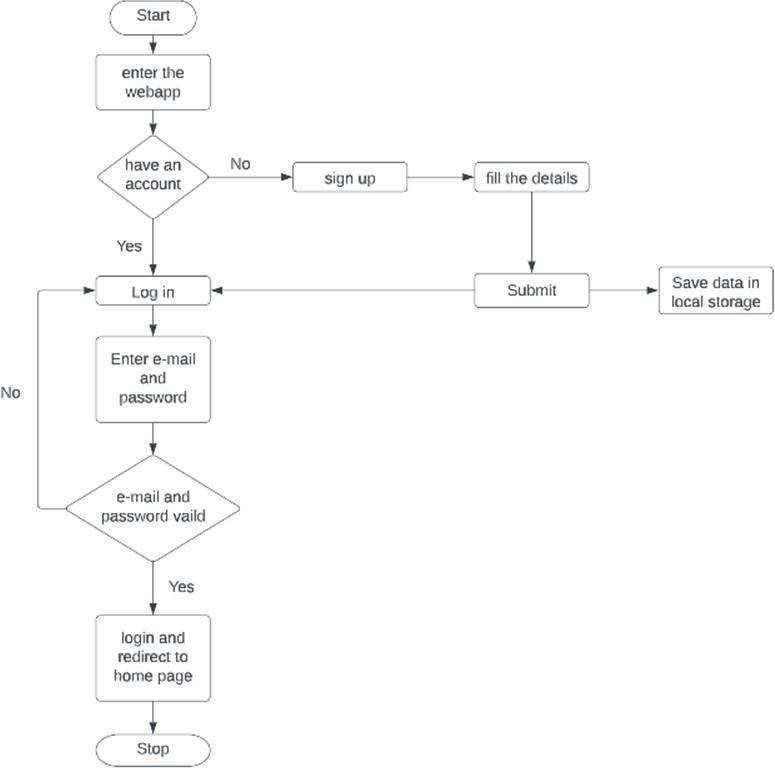 Start
enter the
webapp
have an
account
No
sign up
fill the details
Yes
Log in
Submit
Save data in
local storage
Enter e-mail
and
password
No
e-mail and
password vaild
Yes
login and
redirect to
home page
Stop